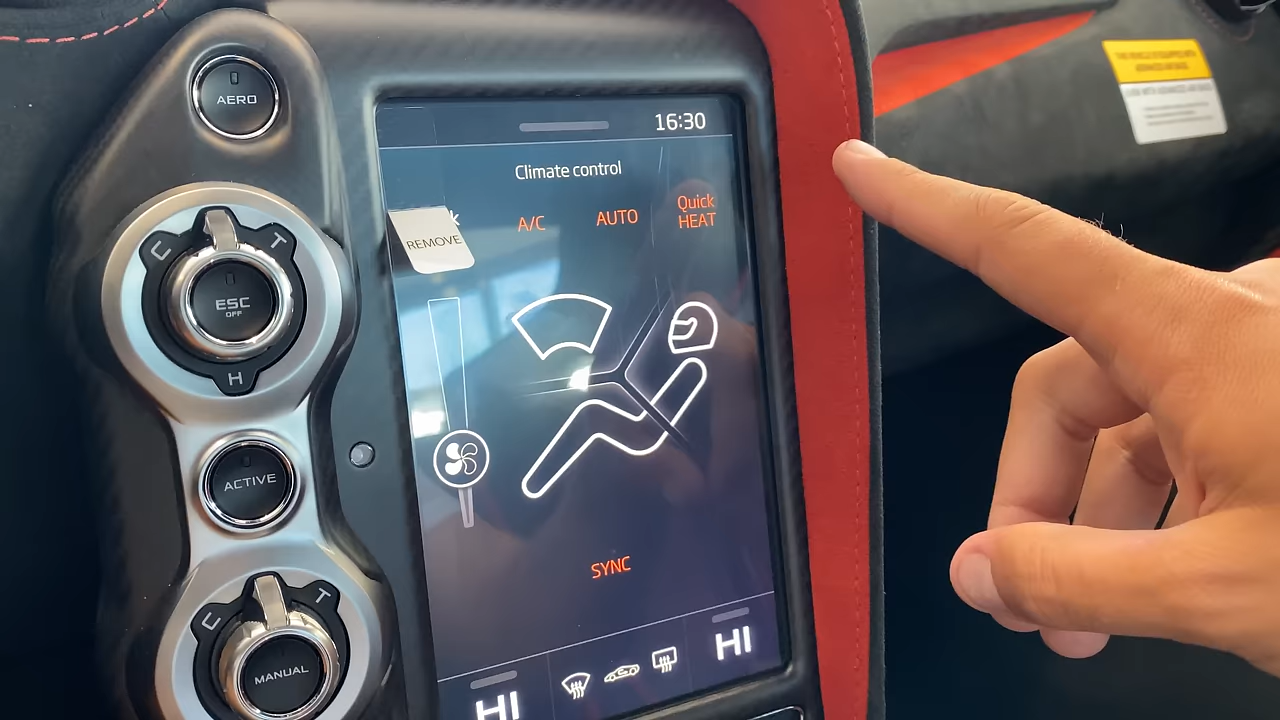 AERO
C
T
ESC
OFF
H
ACTIVE
C
T
MANUAL
16:30
Climate control
k
REMOVE
A/C
AUTO
Quick
HEAT
SYNC
HI
HI